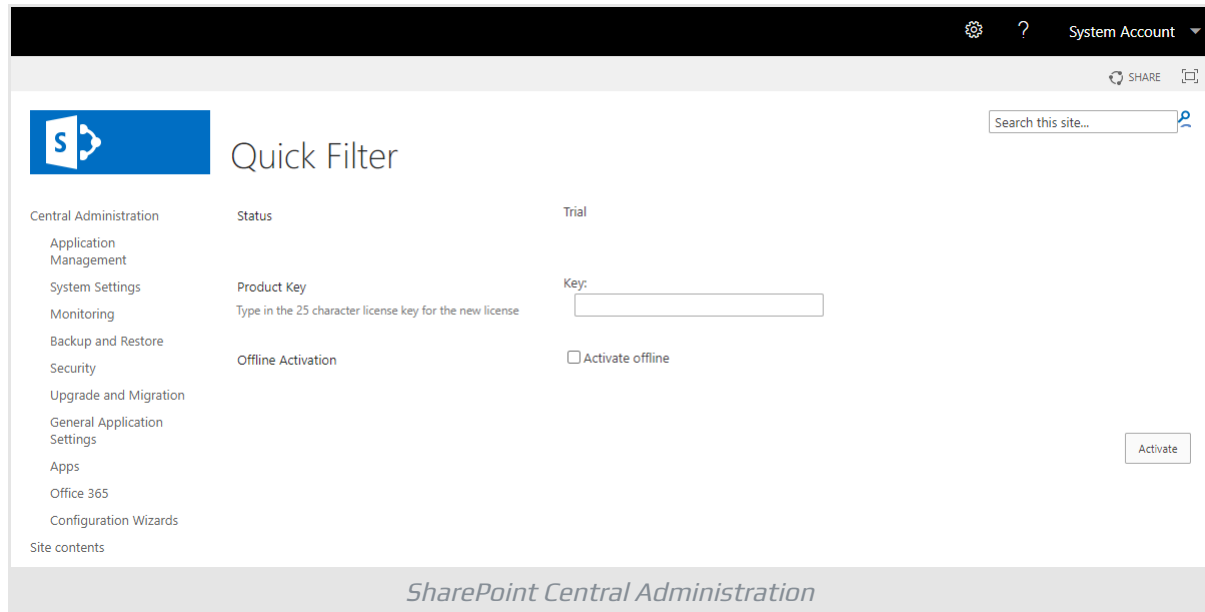 ? System Account
SHARE
Search this site...
S
Quick Filter
Central Administration
Application
Management
System Settings
Monitoring
Backup and Restore
Security
Upgrade and Migration
General Application
Settings
Apps
Office 365
Configuration Wizards
Site contents
Status
Trial
Product Key
Type in the 25 character license key for the new license
Key:
Offline Activation
Activate offline
Activate
SharePoint Central Administration